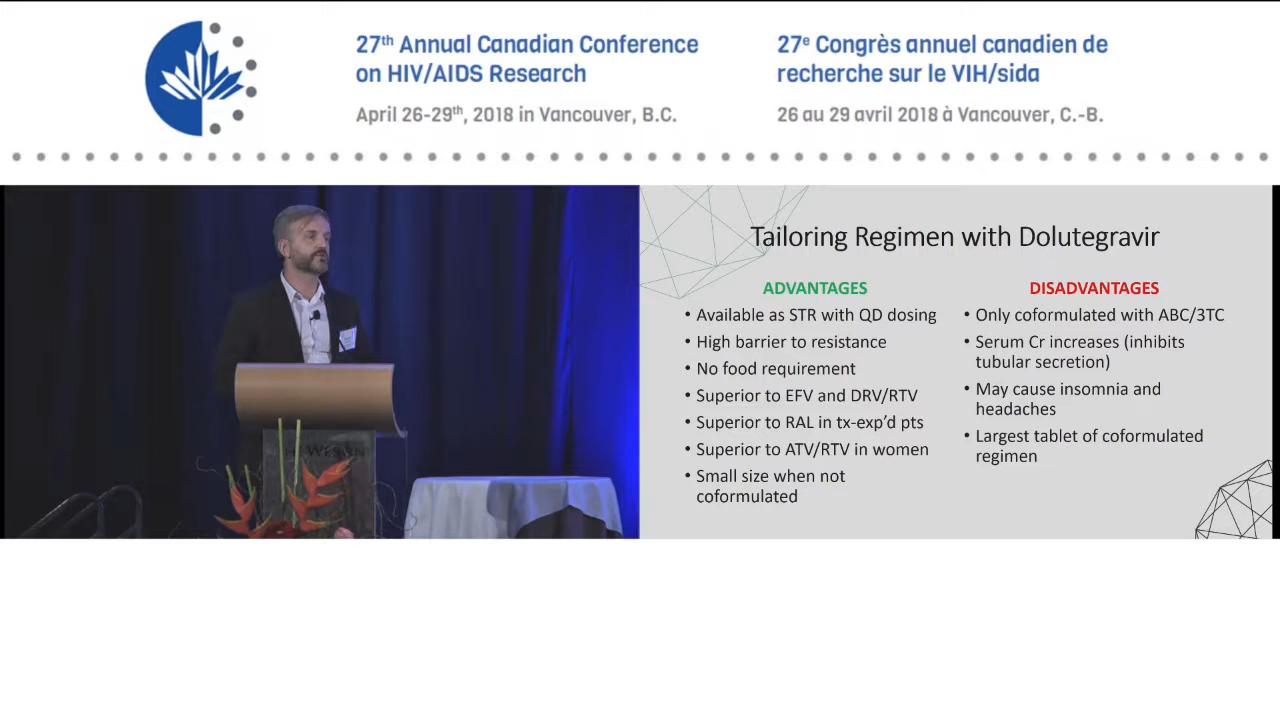 27th Annual Canadian Conference
on HIV/AIDS Research
April 26-29th, 2018 in Vancouver, B.C.
27e Congrès annuel canadien de
recherche sur le VIH/sida
26 au 29 avril 2018 à Vancouver, C.-B.
Tailoring Regimen with Dolutegravir
ADVANTAGES
• Available as STR with QD dosing
• High barrier to resistance
• No food requirement
• Superior to EFV and DRV/RTV
• Superior to RAL in tx-exp'd pts
• Superior to ATV/RTV in women
• Small size when not
coformulated
DISADVANTAGES
• Only coformulated with ABC/3TC
• Serum Cr increases (inhibits
tubular secretion)
• May cause insomnia and
headaches
• Largest tablet of coformulated
regimen